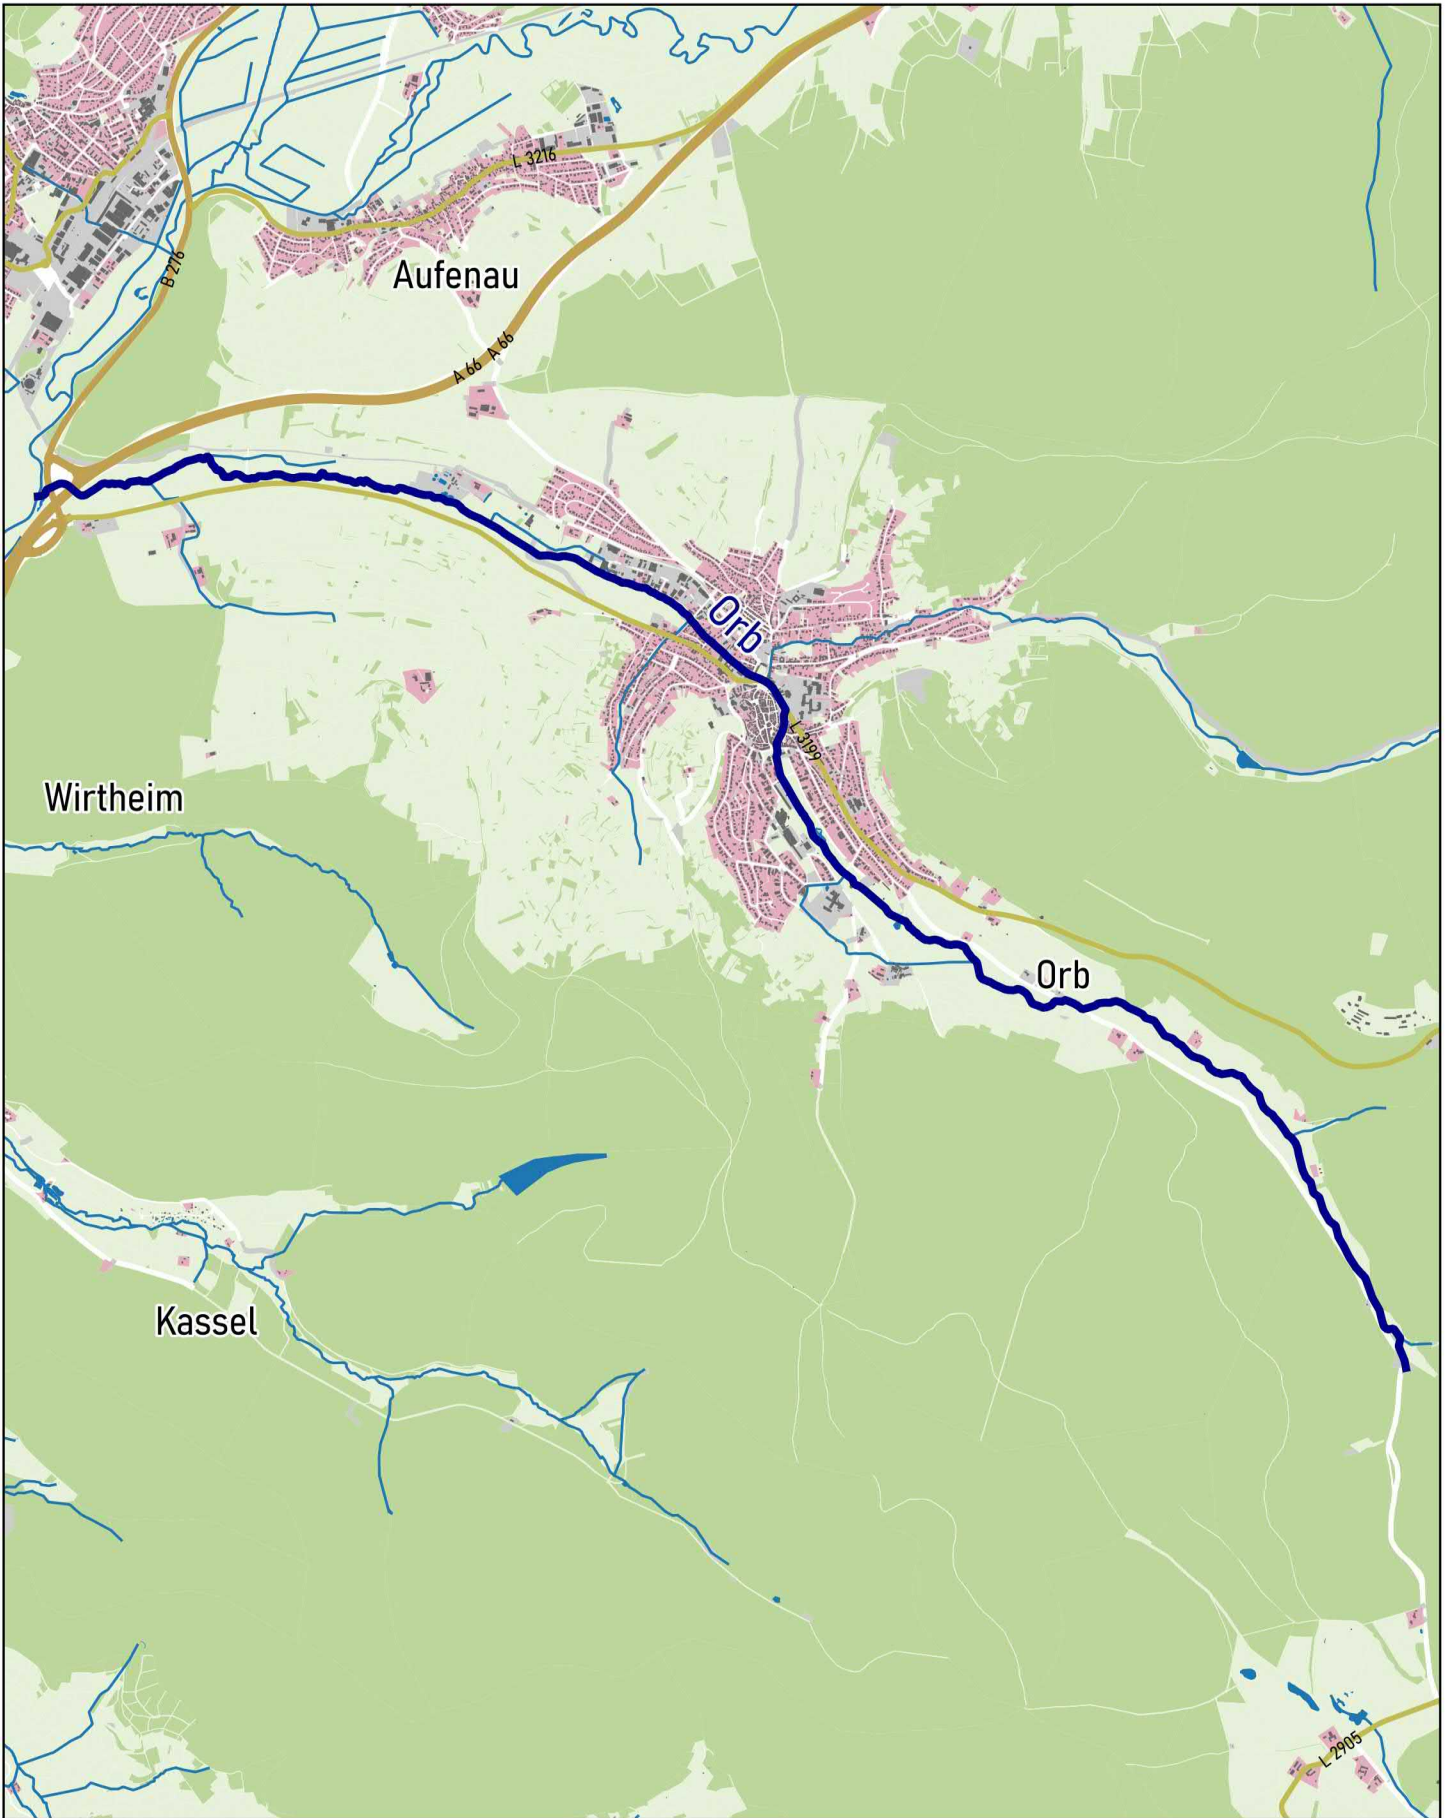 L 3216
B 276
Aufenau
A 66
A 66
Orb
L 3199
Wirtheim
Orb
Kassel
L 2905